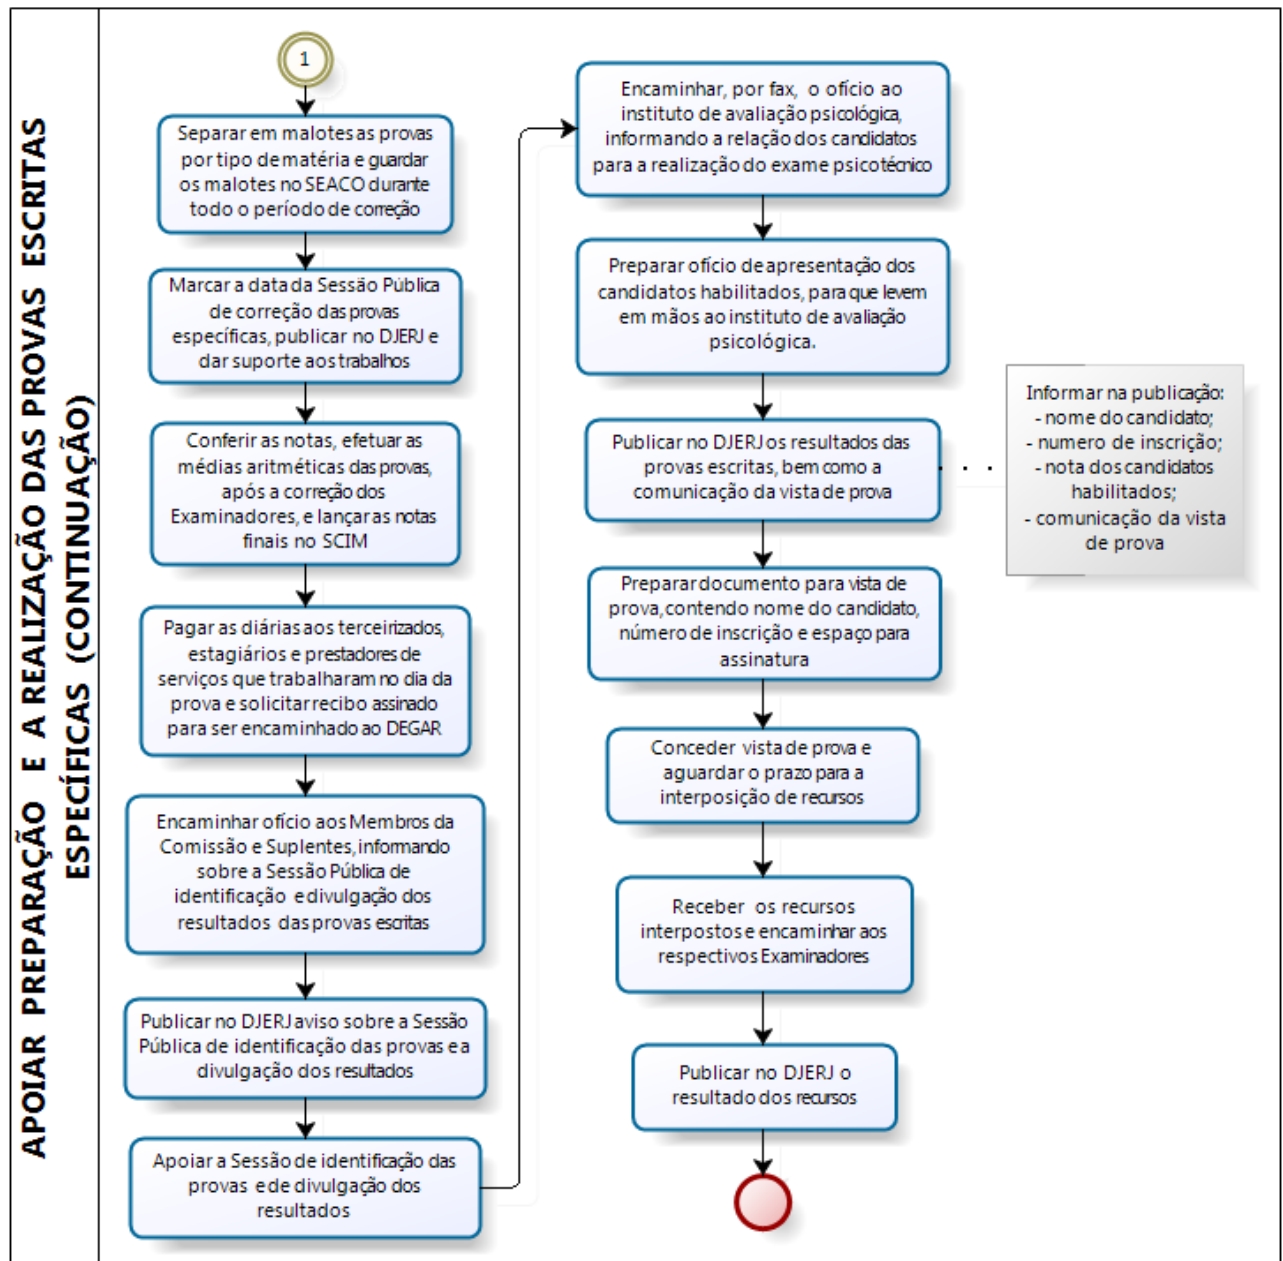 APOIAR PREPARAÇÃO E A REALIZAÇÃO DAS PROVAS ESCRITAS
ESPECÍFICAS (CONTINUAÇÃO)
1
Separar em malotes as provas
por tipo de matéria e guardar
os malotes no SEACO durante
todo o período de correção
Marcar a data da Sessão Pública
de correção das provas
específicas, publicar no DJERJ e
dar suporte aos trabalhos
Conferir as notas, efetuar as
médias aritméticas das provas,
após a correção dos
Examinadores, e lançar as notas
finais no SCIM
Pagar as diárias aos terceirizados,
estagiários e prestadores de
serviços que trabalharam no dia da
prova e solicitar recibo assinado
para ser encaminhado ao DEGAR
Encaminhar ofício aos Membros da
Comissão e Suplentes, informando
sobre a Sessão Pública de
identificação e divulgação dos
resultados das provas escritas
Publicar no DJERJ aviso sobre a Sessão
Pública de identificação das provas e a
divulgação dos resultados
Apoiar a Sessão de identificação das
provas e de divulgação dos
resultados
Encaminhar, por fax, o ofício ao
instituto de avaliação psicológica,
informando a relação dos candidatos
para a realização do exame psicotécnico
Preparar ofício de apresentação dos
candidatos habilitados, para que levem
em mãos ao instituto de avaliação
psicológica.
Publicar no DJERJ os resultados das
provas escritas, bem como a
comunicação da vista de prova
Informar na publicação:
- nome do candidato;
- numero de inscrição;
- nota dos candidatos
habilitados;
- comunicação da vista
de prova
Preparar documento para vista de
prova, contendo nome do candidato,
número de inscrição e espaço para
assinatura
Conceder vista de prova e
aguardar o prazo para a
interposição de recursos
Receber os recursos
interpostos e encaminhar aos
respectivos Examinadores
Publicar no DJERJ o
resultado dos recursos